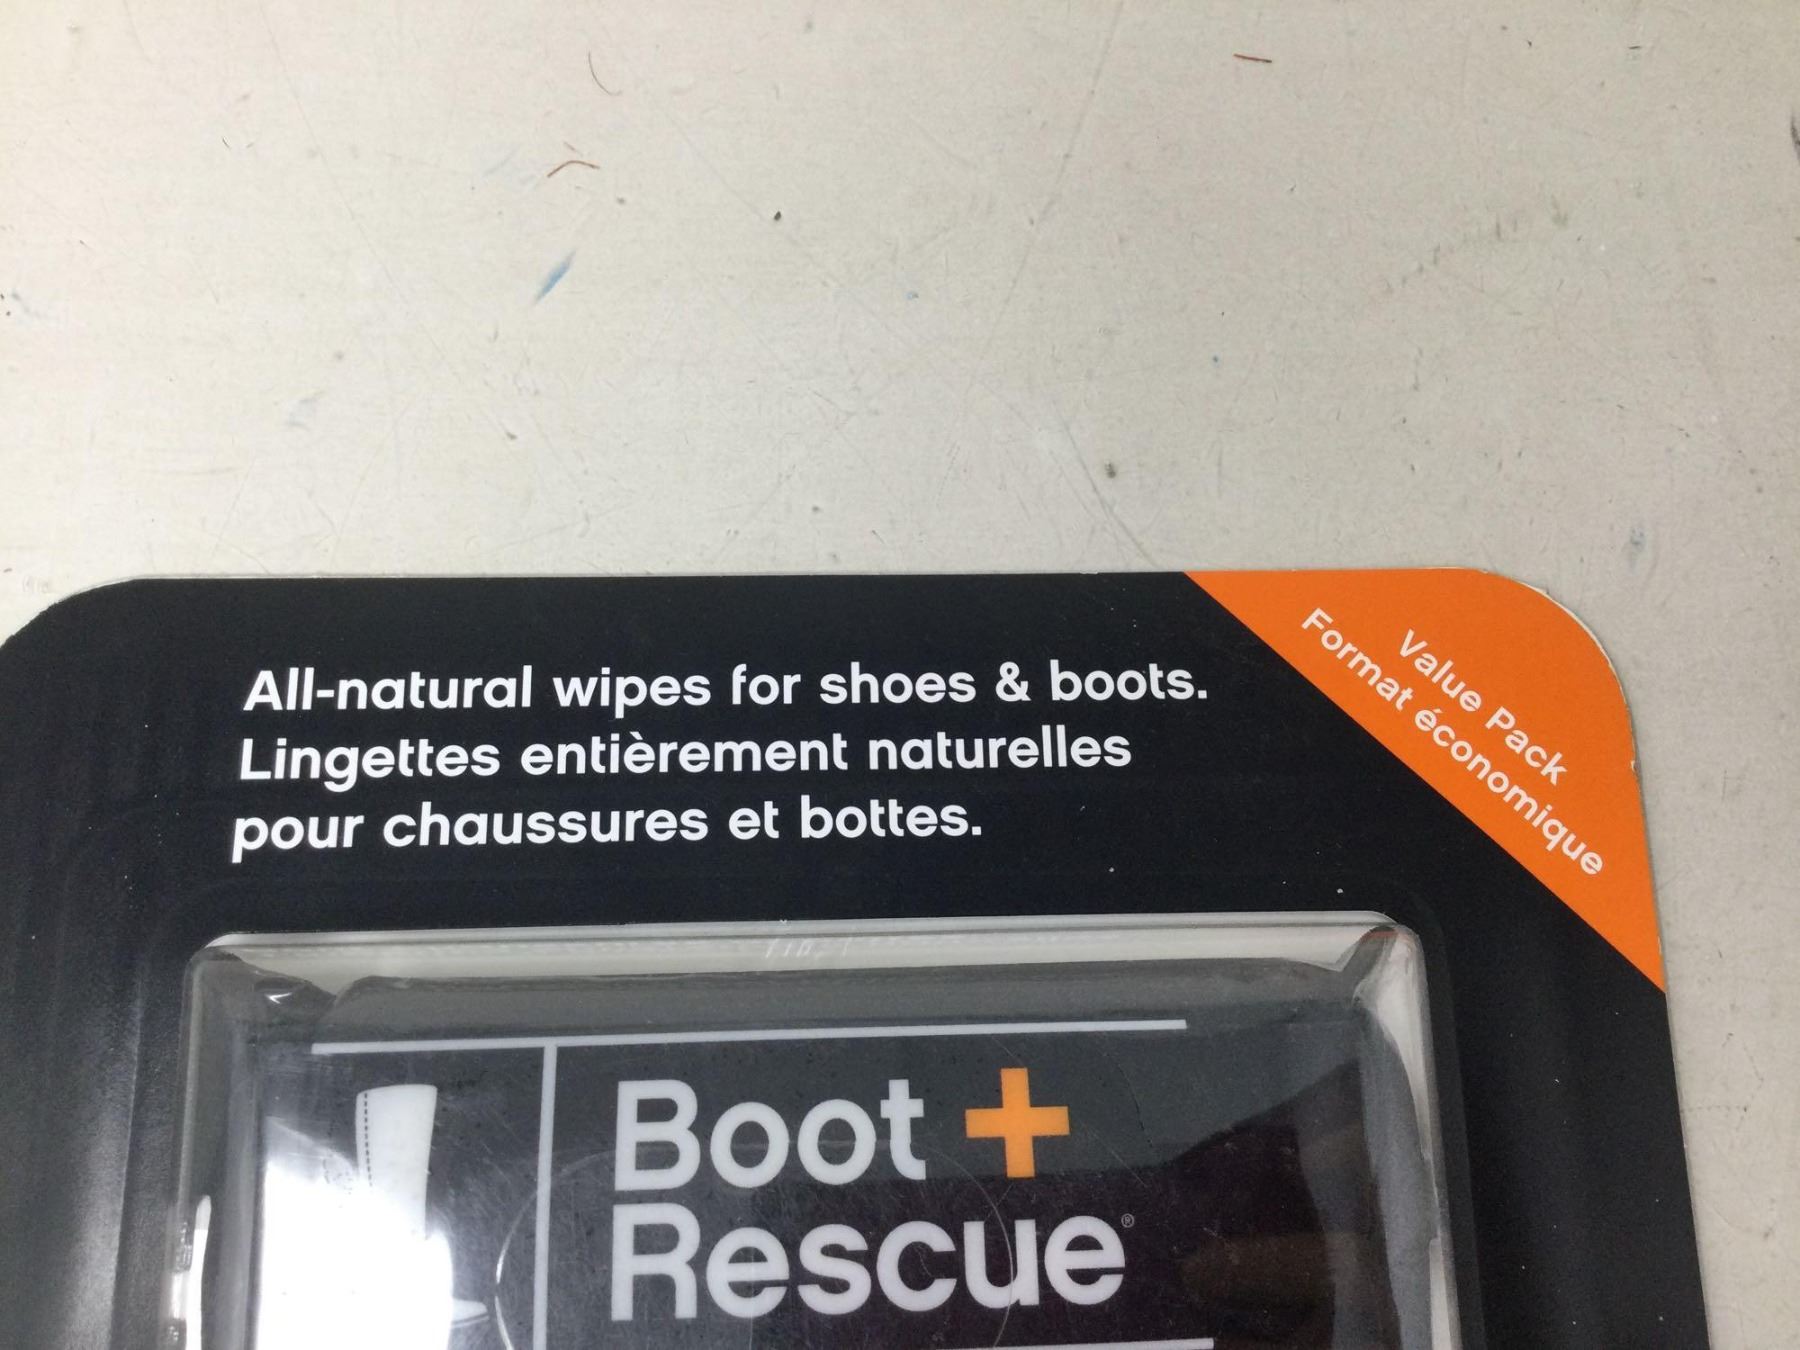 All-natural wipes for shoes & boots.
Lingettes entièrement naturelles
pour chaussures et bottes.
Value Pack
Format économique
Boot +
Rescue®